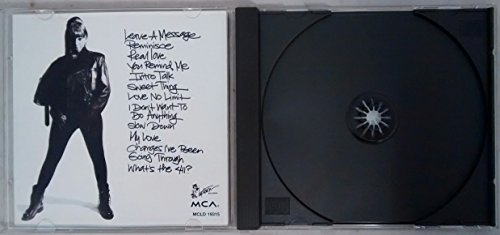 Leave A Message
Reminisce
Real Love
You Remind Me
Intro Talk
Sweet Thing
Love No Limit
I Don't Want To
Do Anything
Slow Down
My Love
Changes I've Been
Going Through
What's the 411?
MCA
MCLD 19315